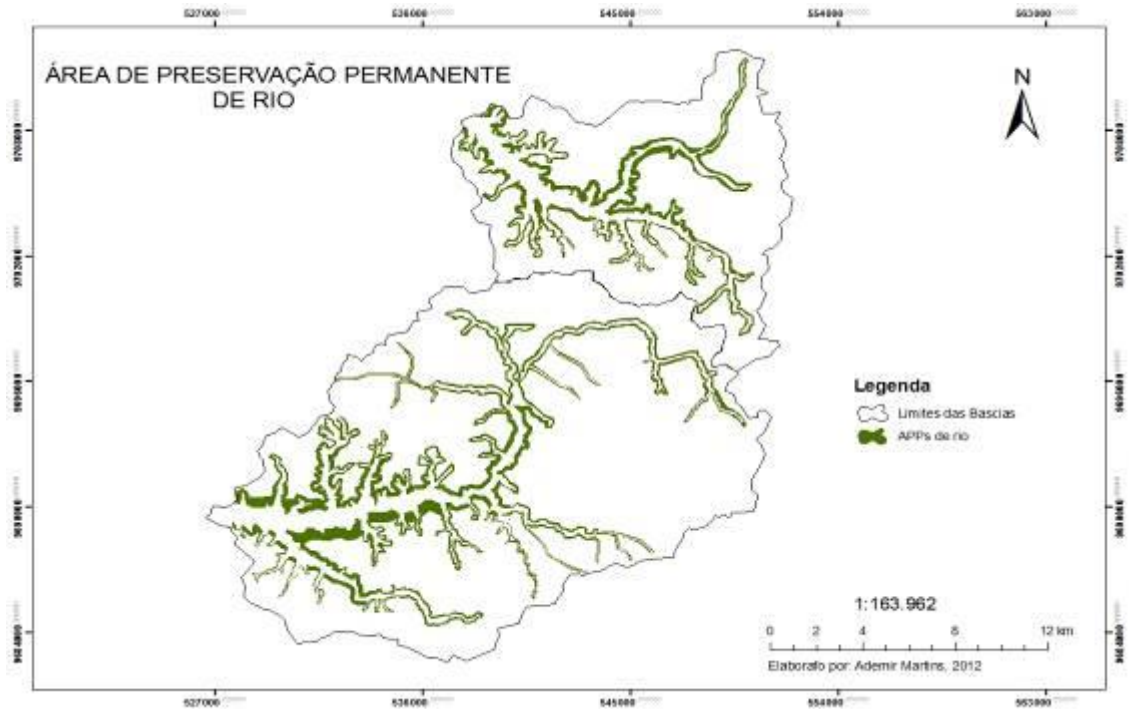 527000 536000 545000 554000 563000
ÁREA DE PRESERVAÇÃO PERMANENTE
DE RIO
N
Legenda
Limites das Bascias
APPs de rio
1:163.962
0 2 4 8 12 km
Elaborafo por: Ademir Martins, 2012
527000 536000 545000 554000 563000